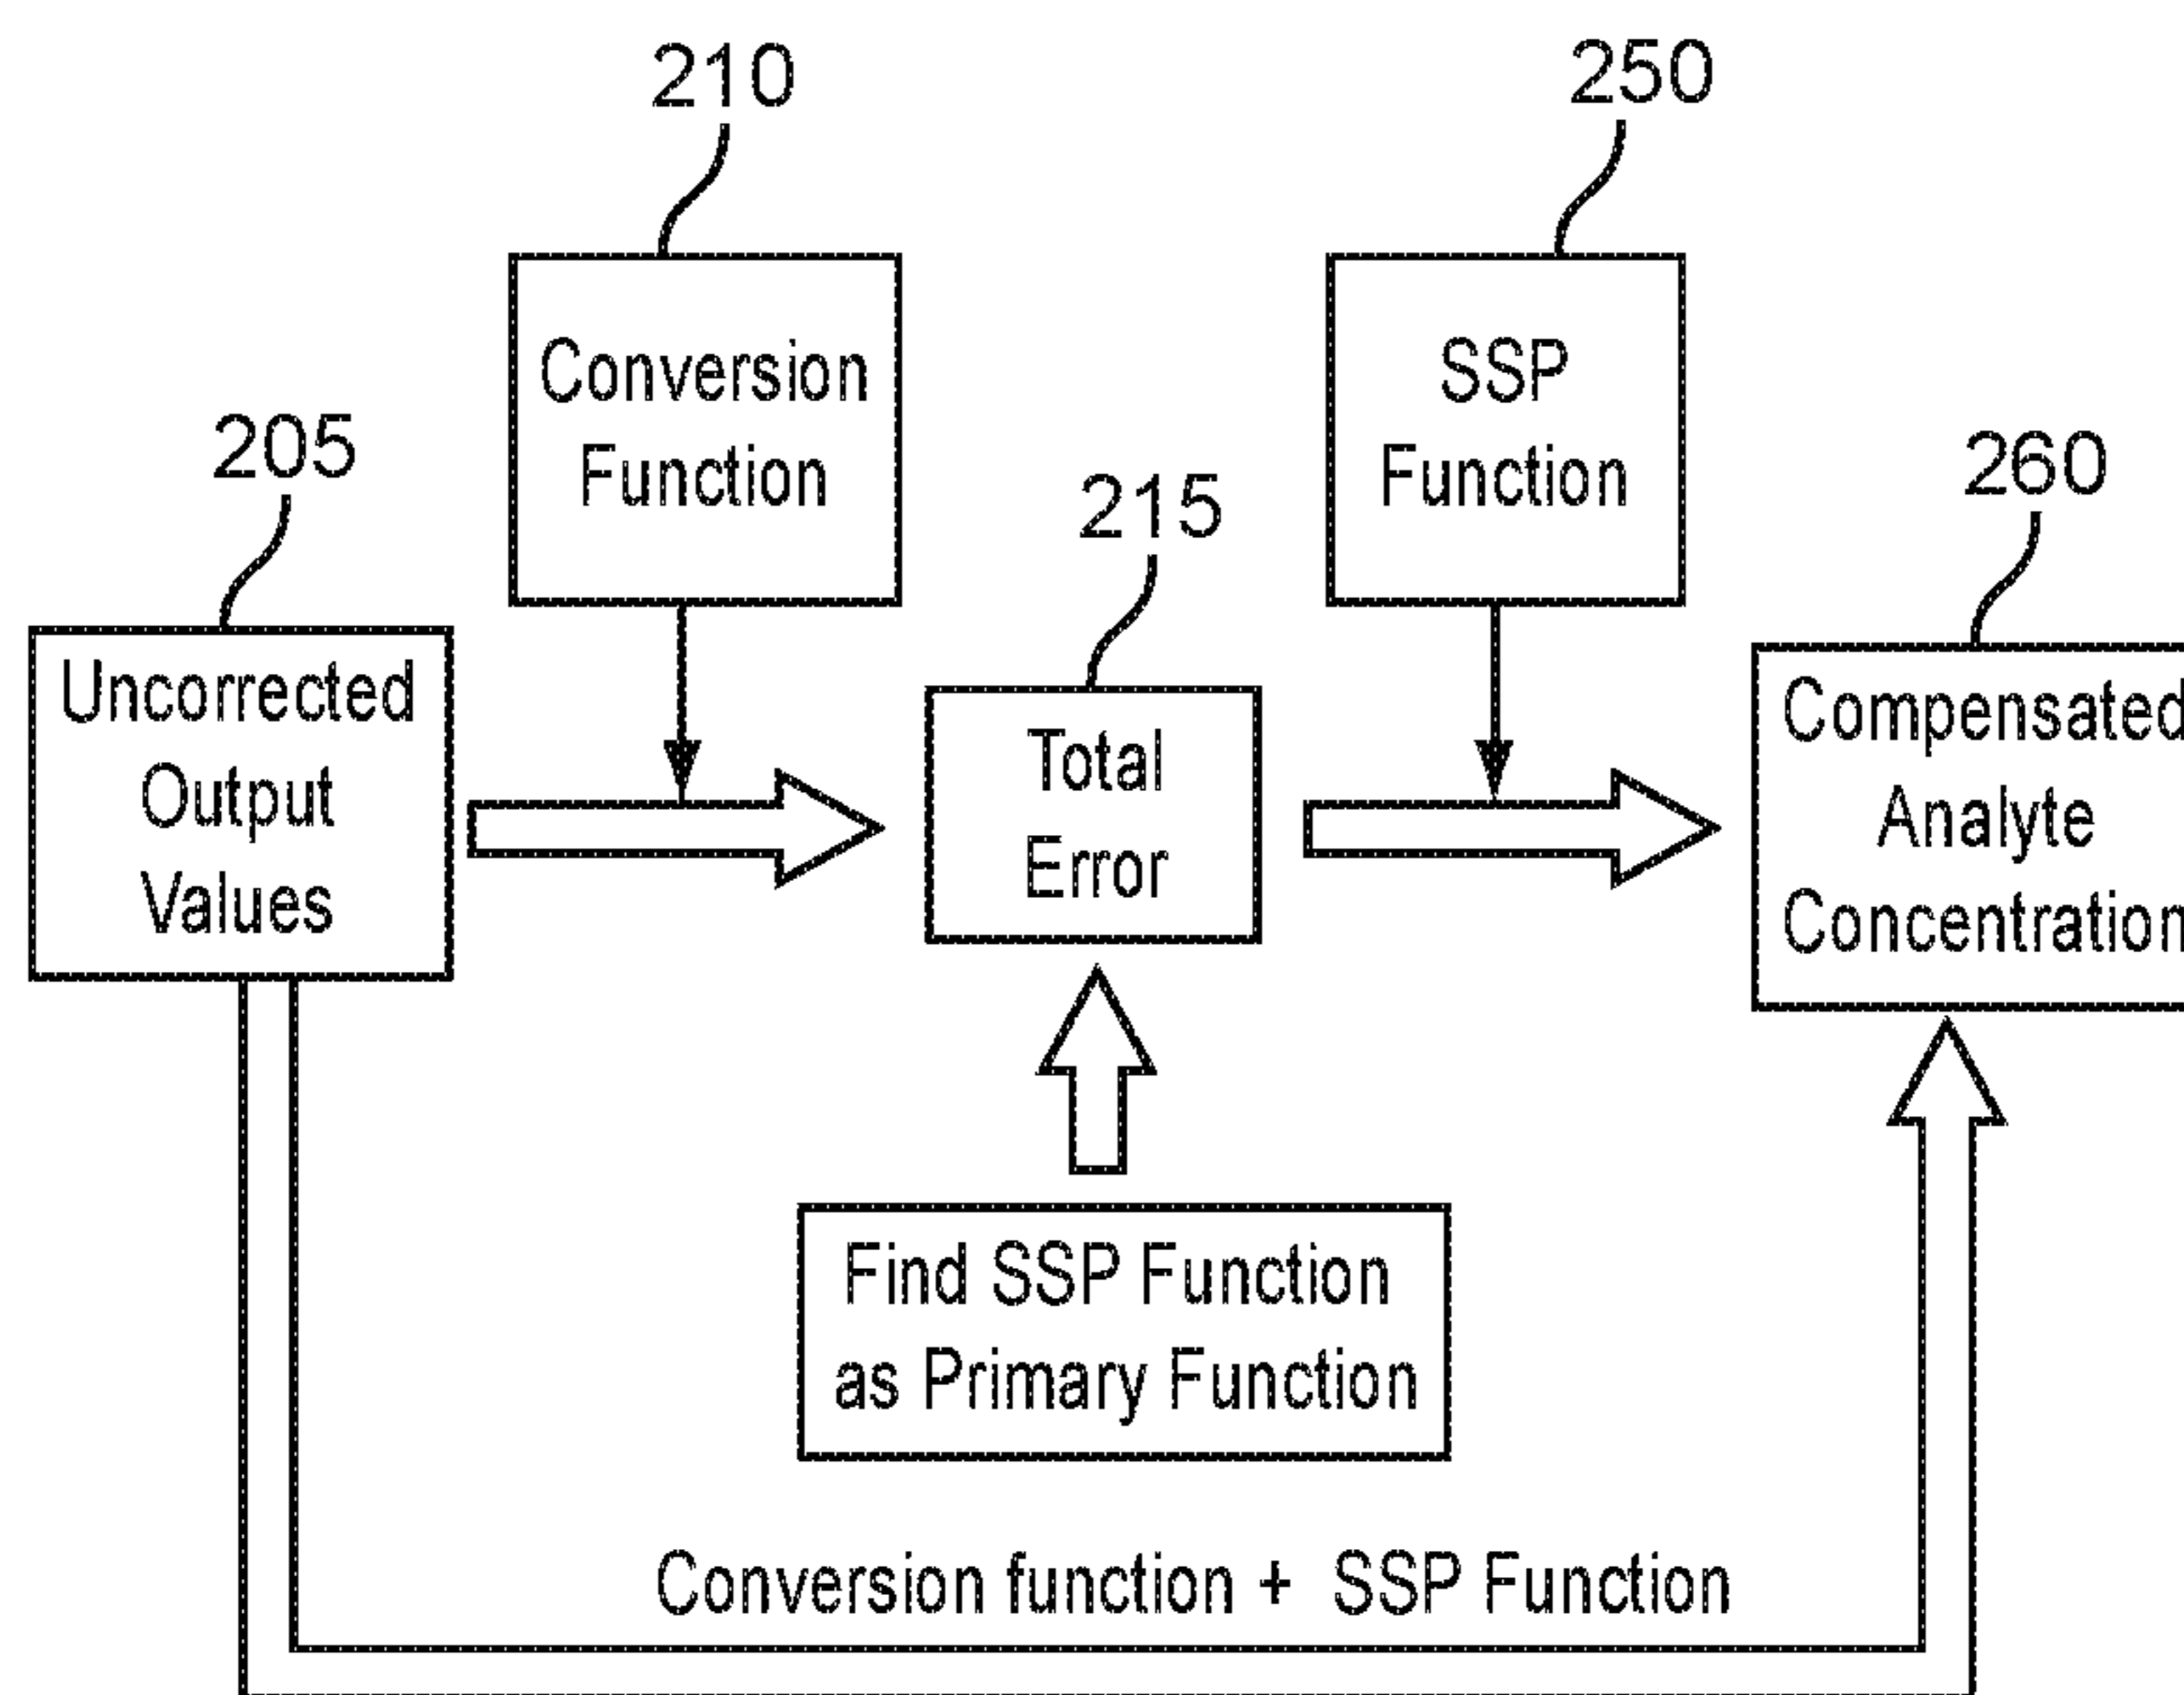 210
250
Conversion
Function
SSP
Function
205
215
260
Uncorrected
Output
Values
Total
Error
Compensated
Analyte
Concentration
Find SSP Function
as Primary Function
Conversion function + SSP Function